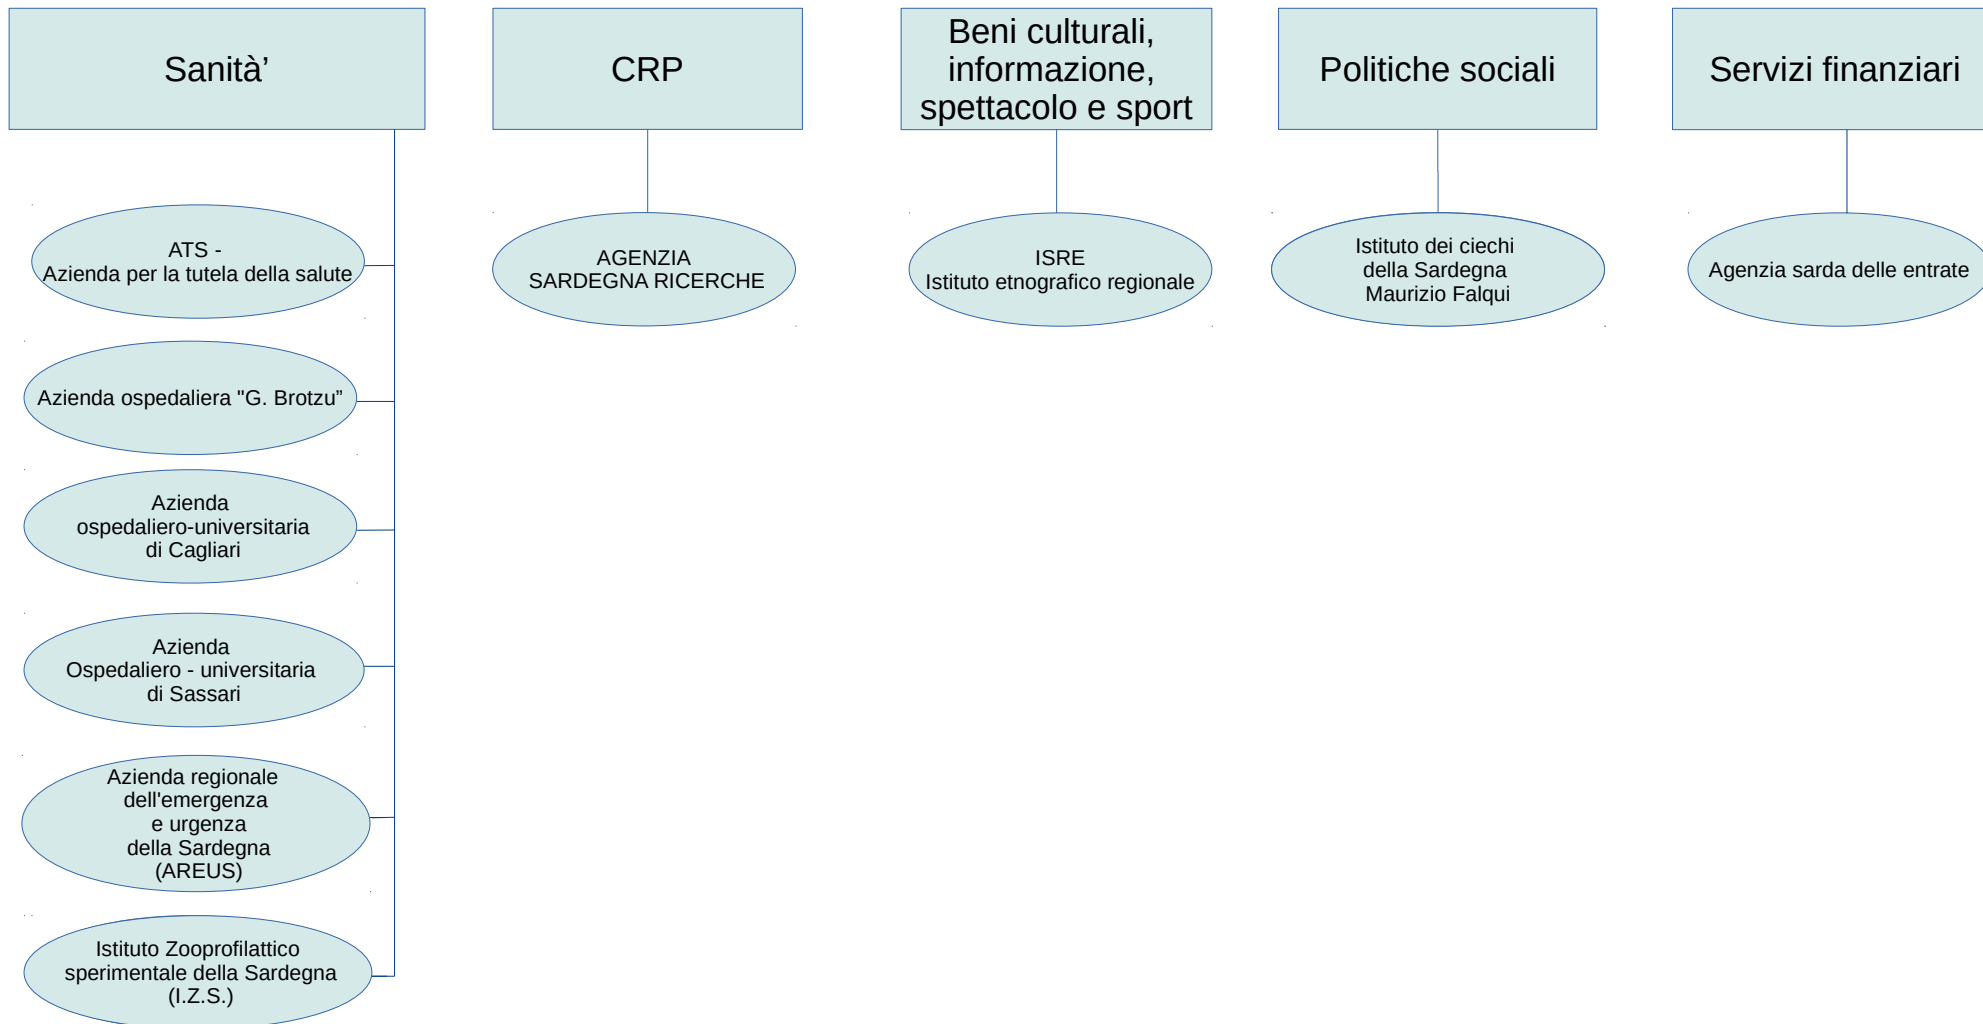 Sanità’
CRP
Beni culturali,
informazione,
spettacolo e sport
Politiche sociali
Servizi finanziari
ATS -
Azienda per la tutela della salute
AGENZIA
SARDEGNA RICERCHE
ISRE
Istituto etnografico regionale
Istituto dei ciechi
della Sardegna
Maurizio Falqui
Agenzia sarda delle entrate
Azienda ospedaliera "G. Brotzu”
Azienda
ospedaliero-universitaria
di Cagliari
Azienda
Ospedaliero - universitaria
di Sassari
Azienda regionale
dell'emergenza
e urgenza
della Sardegna
(AREUS)
Istituto Zooprofilattico
sperimentale della Sardegna
(I.Z.S.)